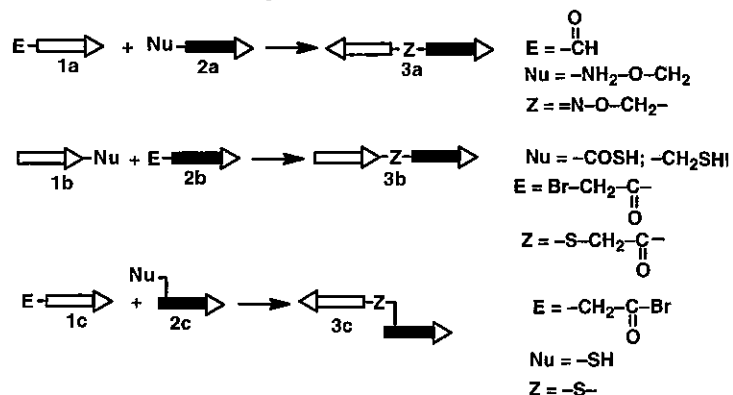 E Nu Z
1a + 2a 3a
E = –CH
O
Nu = –NH₂–O–CH₂
Z = =N–O–CH₂–
Nu + E Z
1b 2b 3b
Nu = –COSH; –CH₂SH
E = Br–CH₂–C–
O
Z = –S–CH₂–C–
O
Nu
E + Z
1c 2c 3c
E = –CH₂–C–Br
O
Nu = –SH
Z = –S–